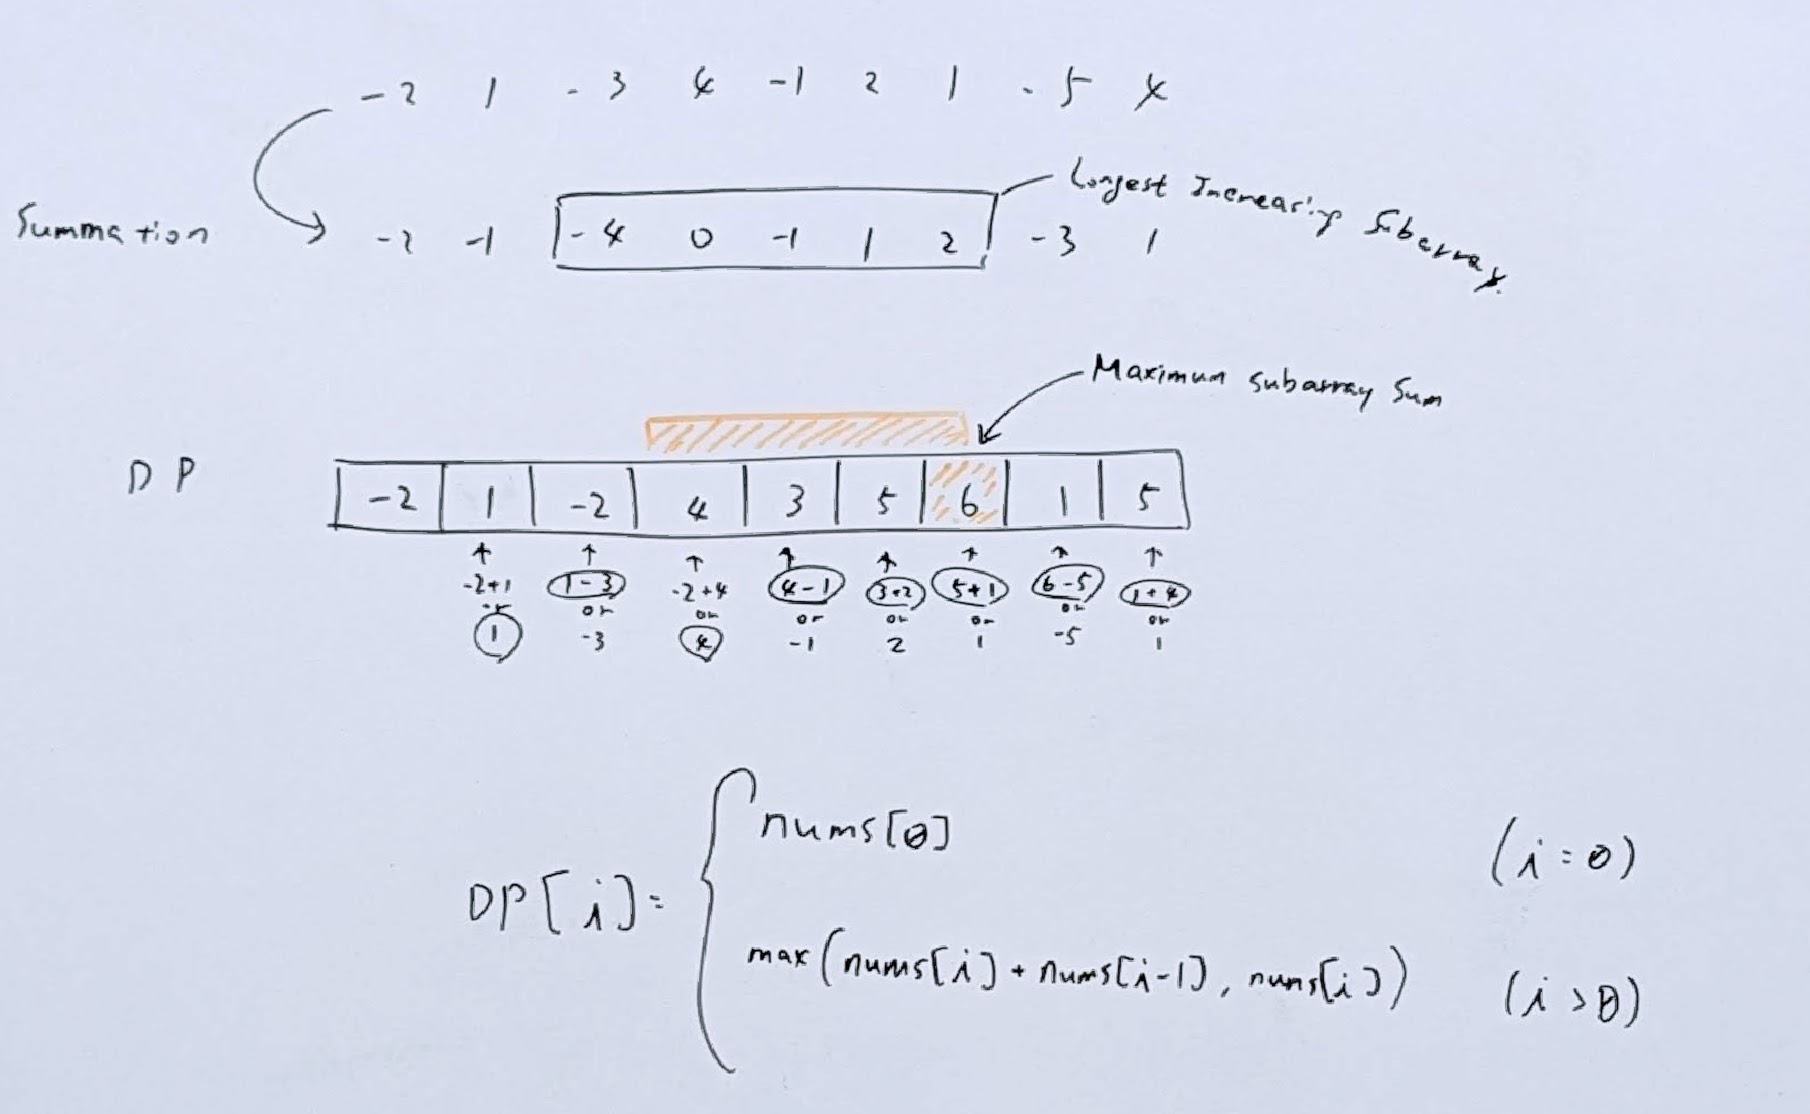 -2 1 -3 4 -1 2 1 -5 4
Longest Increasing Subarray
Summation -2 -1 -4 0 -1 1 2 -3 1
Maximum subarray Sum
DP -2 1 -2 4 3 5 6 1 5
-2+1 1-3 -2+4 4-1 3+2 5+1 6-5 1+4
or or or or or or or or
1 -3 4 -1 2 1 -5 1
nums[0] (i=0)
DP[i]=
max(nums[i]+nums[i-1], nums[i]) (i>0)